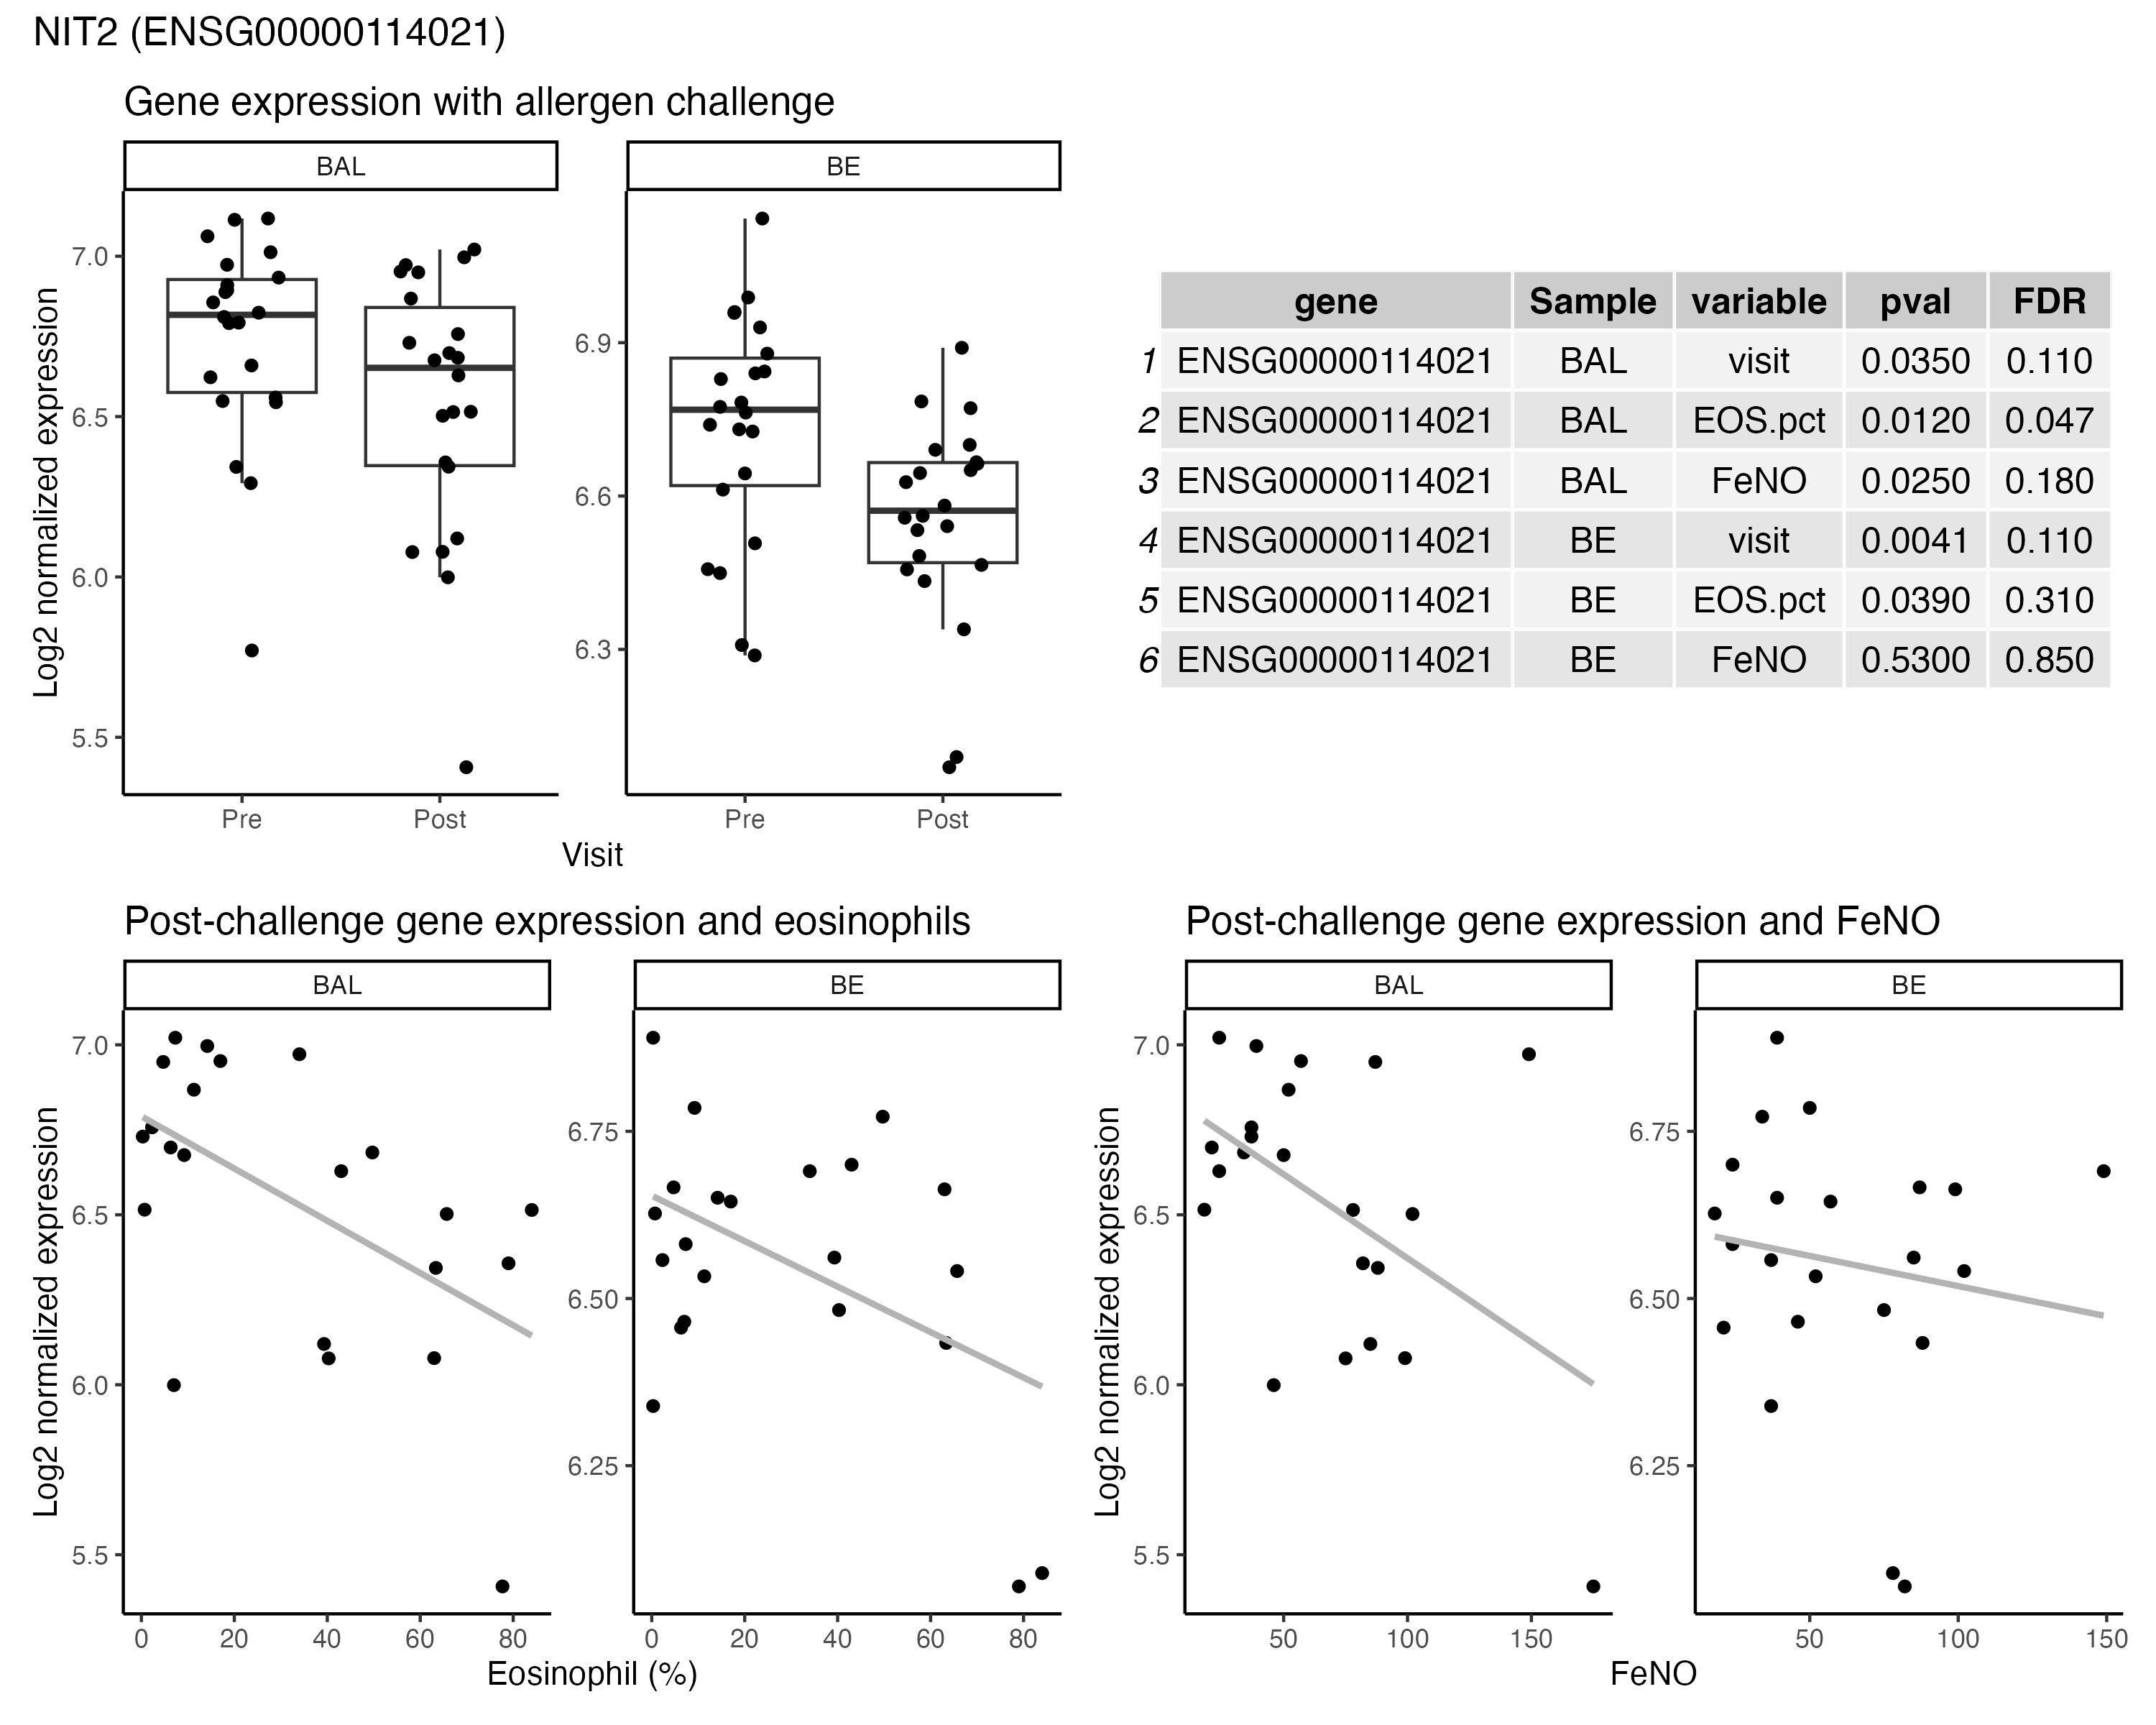 NIT2 (ENSG00000114021)
Gene expression with allergen challenge
BAL
BE
Log2 normalized expression
7.0
6.5
6.0
5.5
6.9
6.6
6.3
Pre
Post
Pre
Post
Visit
gene Sample variable pval FDR
1 ENSG00000114021 BAL visit 0.0350 0.110
2 ENSG00000114021 BAL EOS.pct 0.0120 0.047
3 ENSG00000114021 BAL FeNO 0.0250 0.180
4 ENSG00000114021 BE visit 0.0041 0.110
5 ENSG00000114021 BE EOS.pct 0.0390 0.310
6 ENSG00000114021 BE FeNO 0.5300 0.850
Post-challenge gene expression and eosinophils
BAL
BE
Log2 normalized expression
7.0
6.5
6.0
5.5
6.75
6.50
6.25
0 20 40 60 80
0 20 40 60 80
Eosinophil (%)
Post-challenge gene expression and FeNO
BAL
BE
Log2 normalized expression
7.0
6.5
6.0
5.5
6.75
6.50
6.25
50 100 150
50 100 150
FeNO